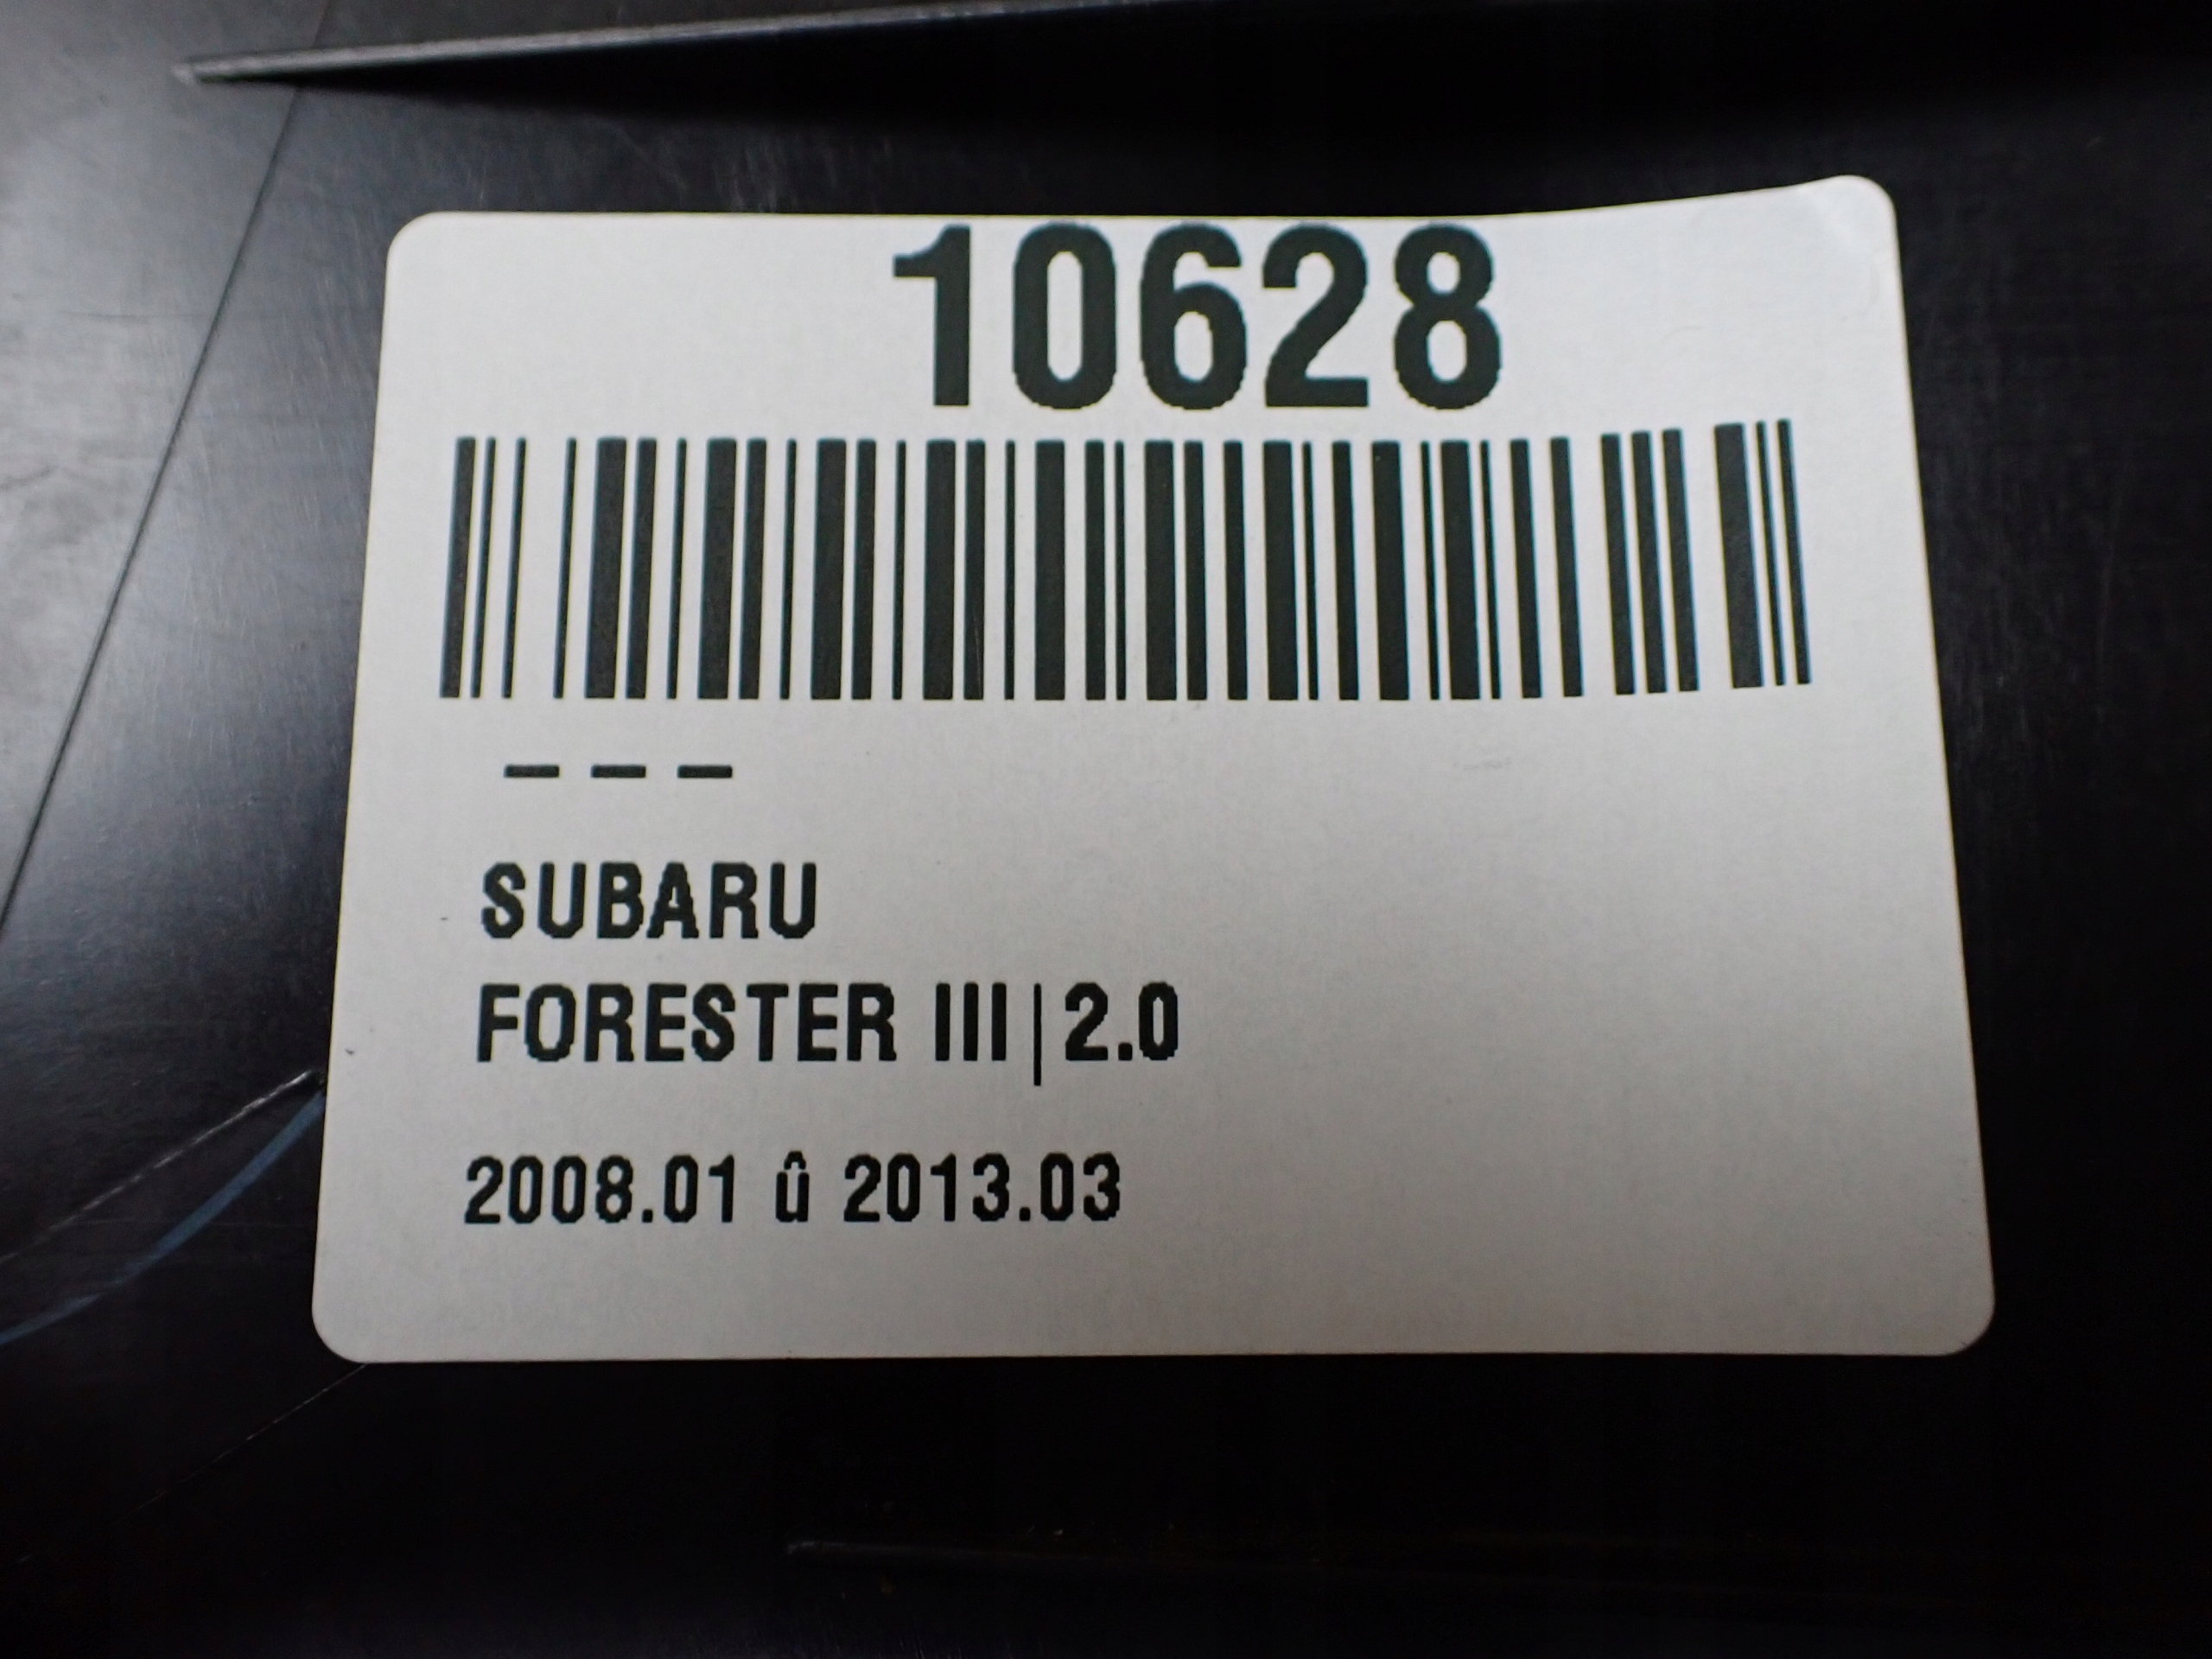 10628
– – –
SUBARU
FORESTER III|2.0
2008.01 û 2013.03